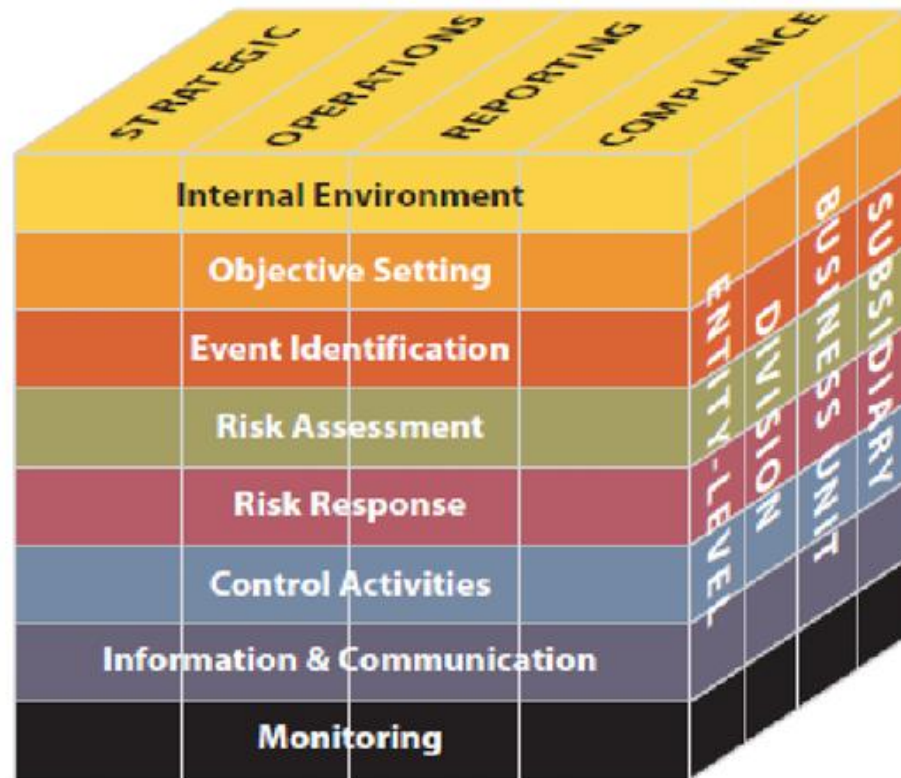 STRATEGIC
OPERATIONS
REPORTING
COMPLIANCE
Internal Environment
Objective Setting
Event Identification
Risk Assessment
Risk Response
Control Activities
Information & Communication
Monitoring
ENTITY-LEVEL
DIVISION
BUSINESS UNIT
SUBSIDIARY